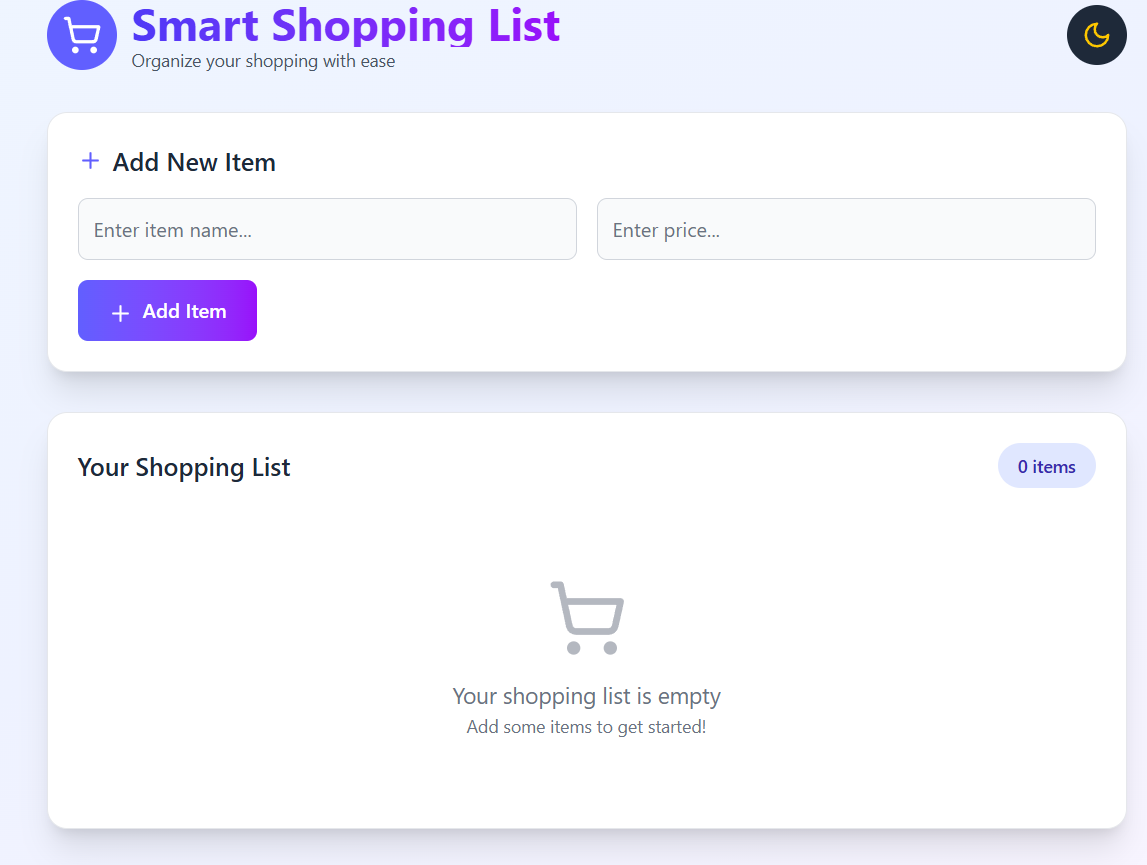 Smart Shopping List
Organize your shopping with ease
Add New Item
Enter item name...
Enter price...
Add Item
Your Shopping List
0 items
Your shopping list is empty
Add some items to get started!